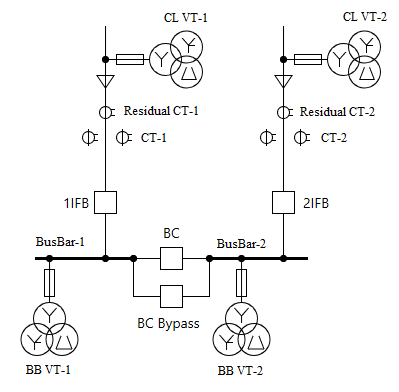 CL VT-1
CL VT-2
Residual CT-1
Residual CT-2
CT-1
CT-2
1IFB
2IFB
BusBar-1
BC
BusBar-2
BC Bypass
BB VT-1
BB VT-2